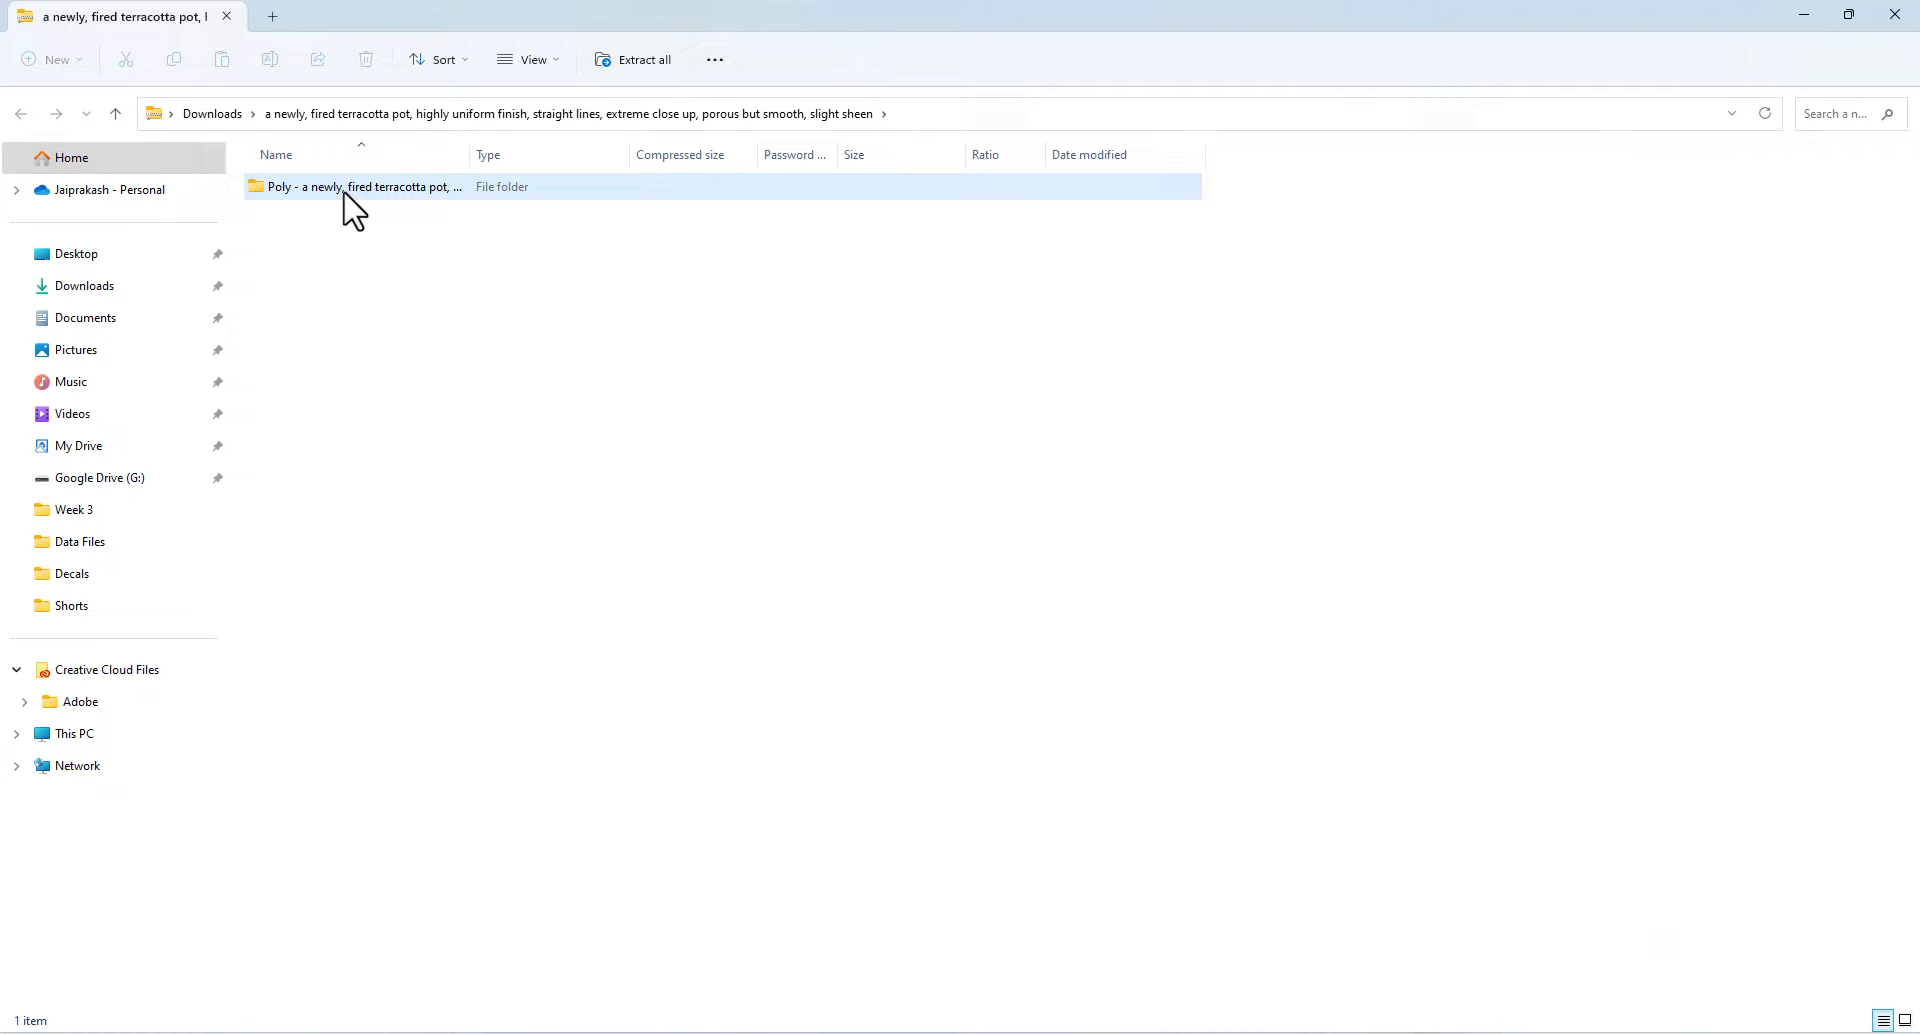 a newly, fired terracotta pot, l
New
Sort
View
Extract all
Downloads
a newly, fired terracotta pot, highly uniform finish, straight lines, extreme close up, porous but smooth, slight sheen
Search a n...
Name
Type
Compressed size
Password ...
Size
Ratio
Date modified
Poly - a newly, fired terracotta pot, ...
File folder
Home
Jaiprakash - Personal
Desktop
Downloads
Documents
Pictures
Music
Videos
My Drive
Google Drive (G:)
Week 3
Data Files
Decals
Shorts
Creative Cloud Files
Adobe
This PC
Network
1 item